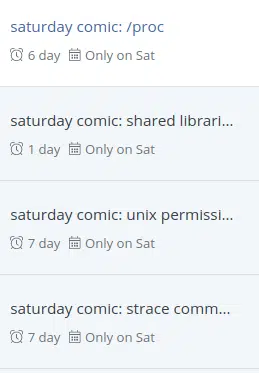 saturday comic: /proc
6 day Only on Sat
saturday comic: shared librari...
1 day Only on Sat
saturday comic: unix permissi...
7 day Only on Sat
saturday comic: strace comm...
7 day Only on Sat